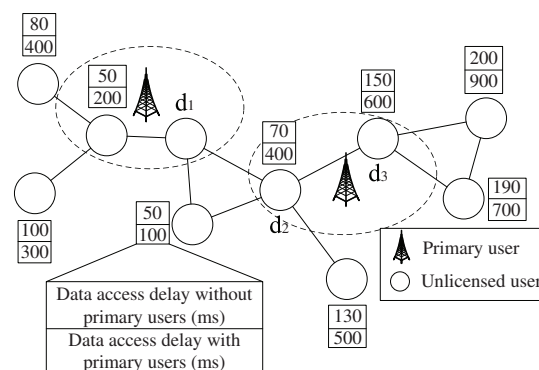 80
400
50
200
d1
70
400
150
600
200
900
d3
100
300
50
100
d2
190
700
130
500
Primary user
Unlicensed user
Data access delay without
primary users (ms)
Data access delay with
primary users (ms)